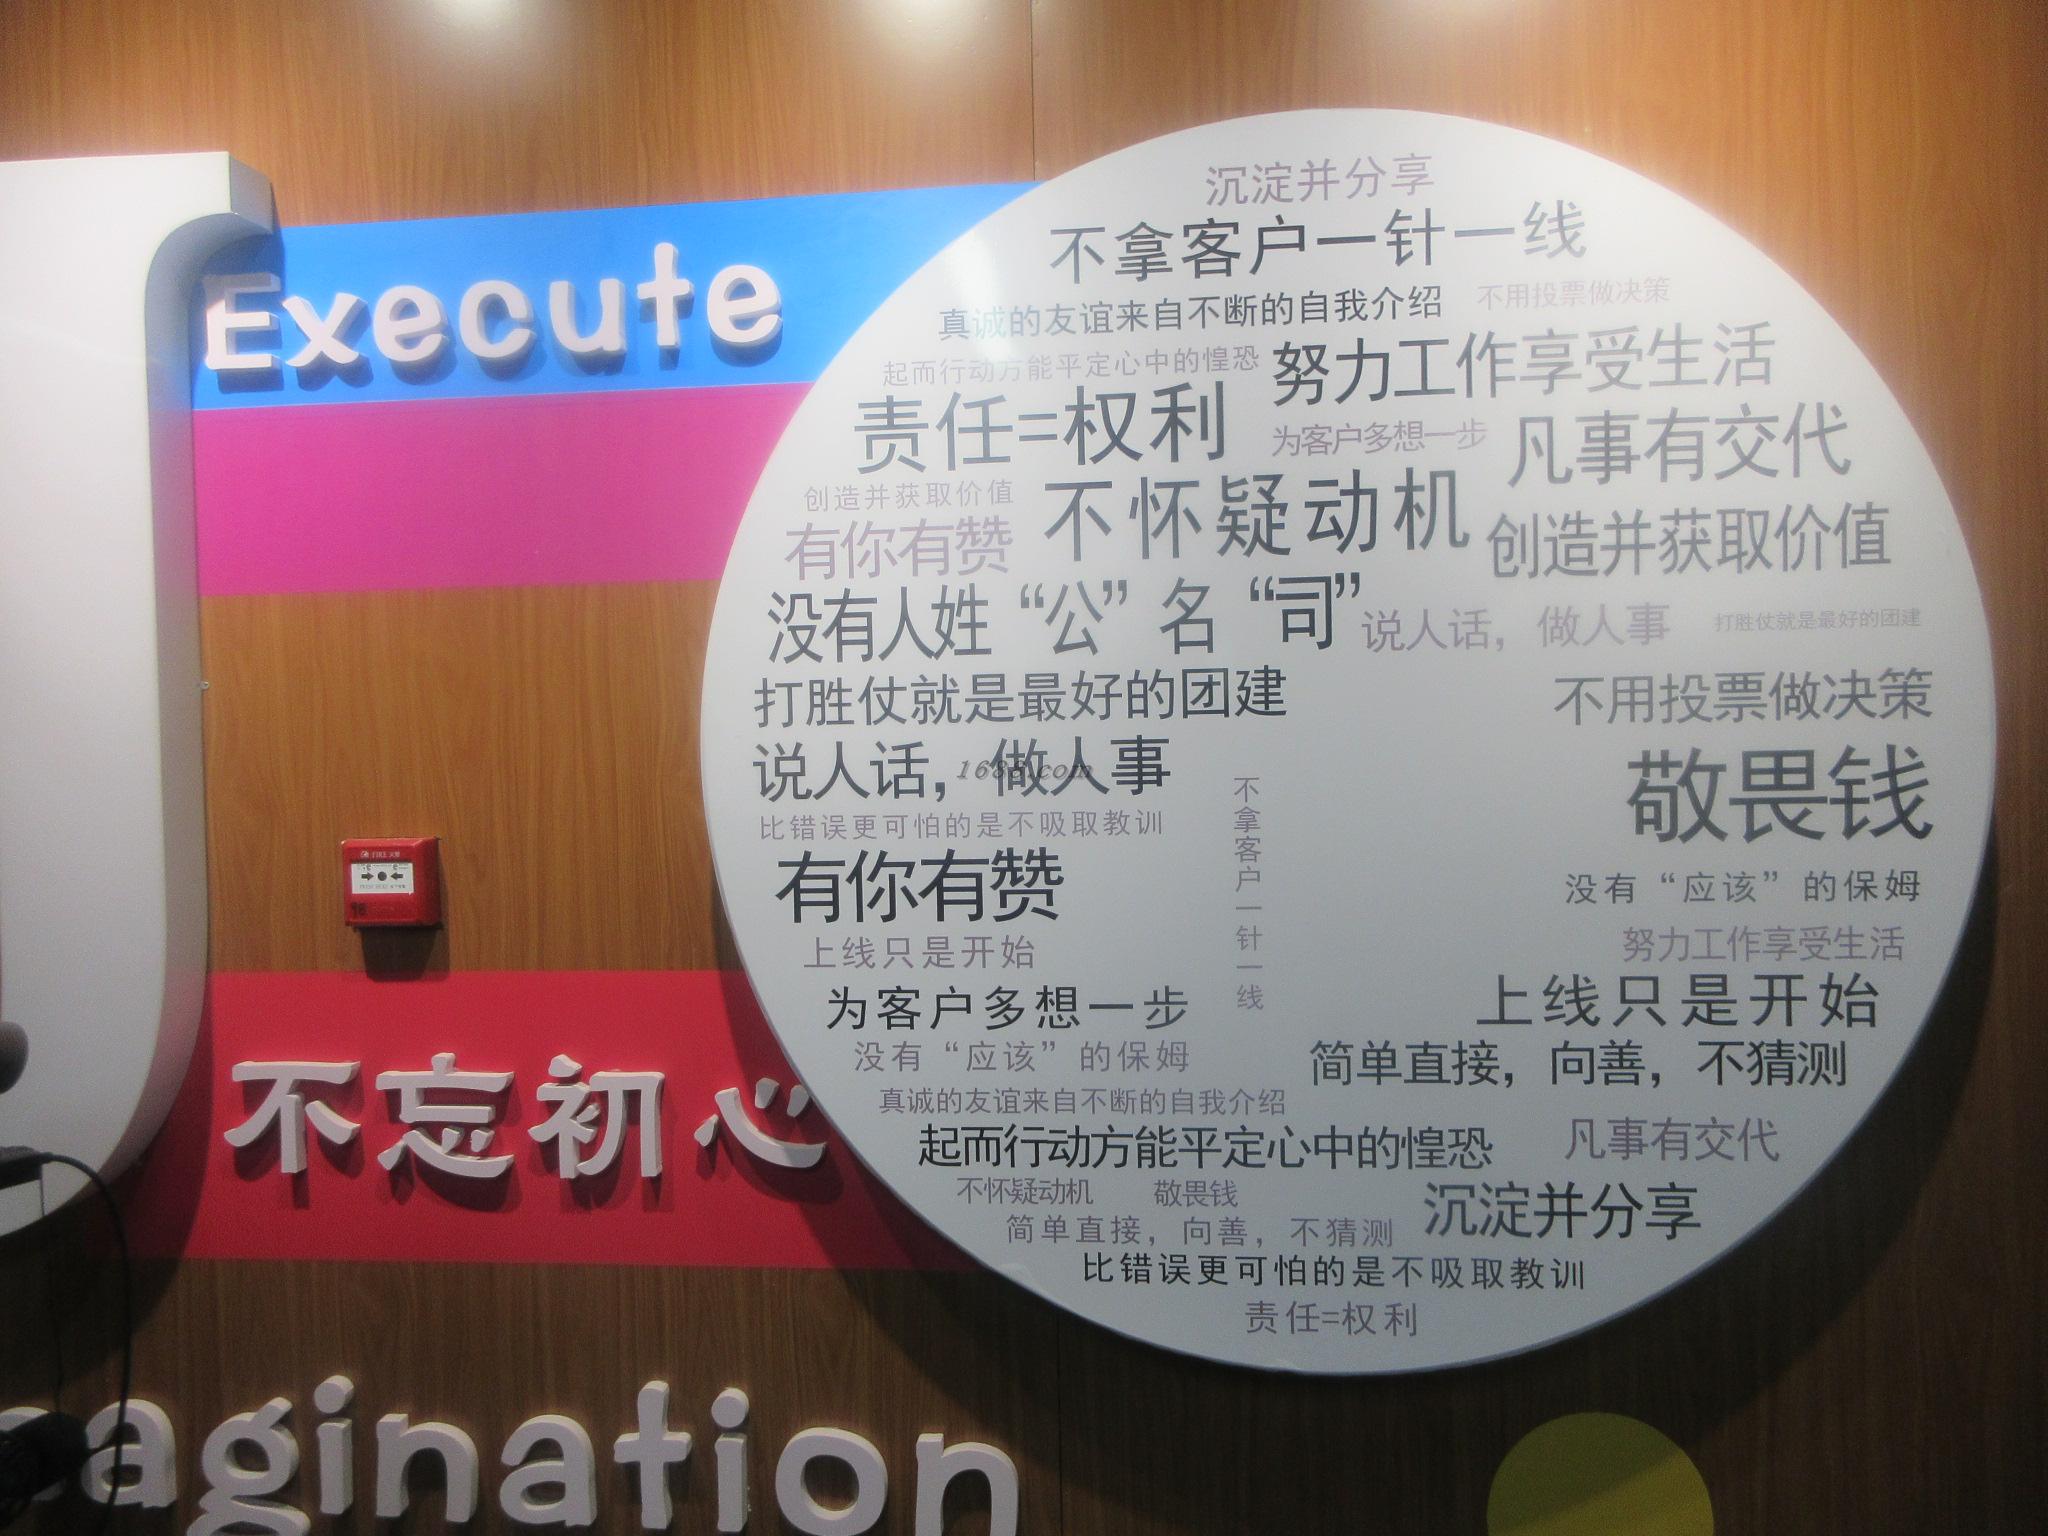 Execute
不忘初心
agination
FIRE 火警
沉淀并分享
不拿客户一针一线
真诚的友谊来自不断的自我介绍
不用投票做决策
起而行动方能平定心中的惶恐
努力工作享受生活
责任=权利
为客户多想一步
凡事有交代
创造并获取价值
不怀疑动机
有你有赞
创造并获取价值
没有人姓“公”名“司”
说人话，做人事
打胜仗就是最好的团建
打胜仗就是最好的团建
不用投票做决策
说人话，做人事
1688.com
敬畏钱
比错误更可怕的是不吸取教训
不拿客户一针一线
有你有赞
没有“应该”的保姆
上线只是开始
努力工作享受生活
为客户多想一步
上线只是开始
没有“应该”的保姆
简单直接，向善，不猜测
真诚的友谊来自不断的自我介绍
起而行动方能平定心中的惶恐
凡事有交代
不怀疑动机
敬畏钱
沉淀并分享
简单直接，向善，不猜测
比错误更可怕的是不吸取教训
责任=权利